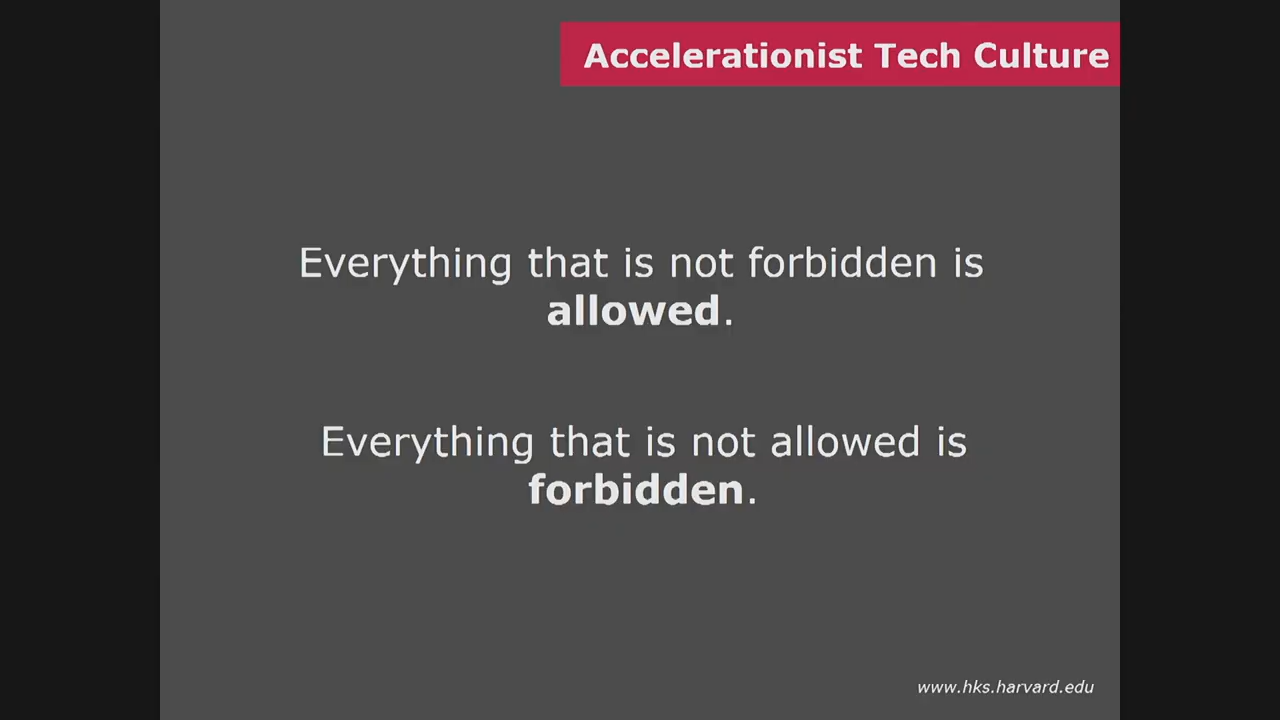 Accelerationist Tech Culture
Everything that is not forbidden is
allowed.
Everything that is not allowed is
forbidden.
www.hks.harvard.edu